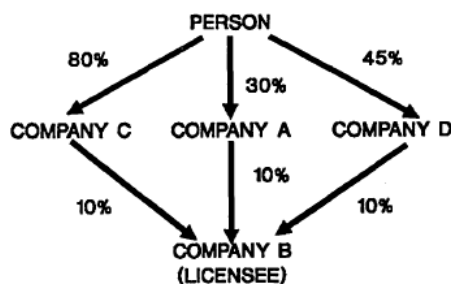 PERSON
80%
30%
45%
COMPANY C
COMPANY A
COMPANY D
10%
10%
10%
COMPANY B
(LICENSEE)